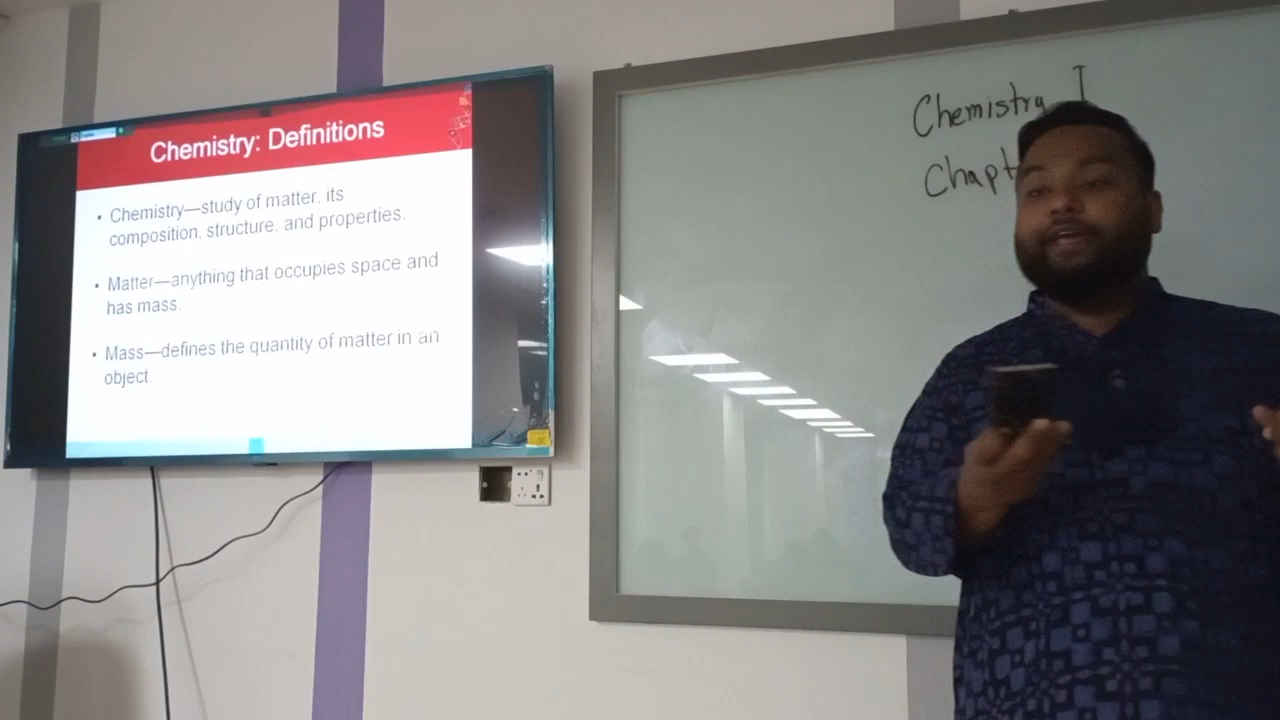 Chemistry: Definitions
• Chemistry—study of matter, its
composition, structure, and properties.
• Matter—anything that occupies space and
has mass.
• Mass—defines the quantity of matter in an
object
Chemistry I